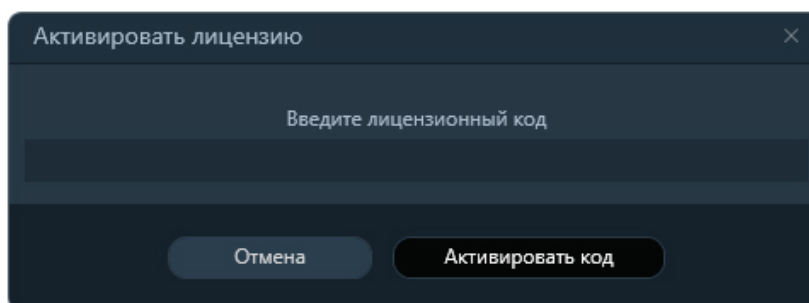 Активировать лицензию
Введите лицензионный код
Отмена
Активировать код